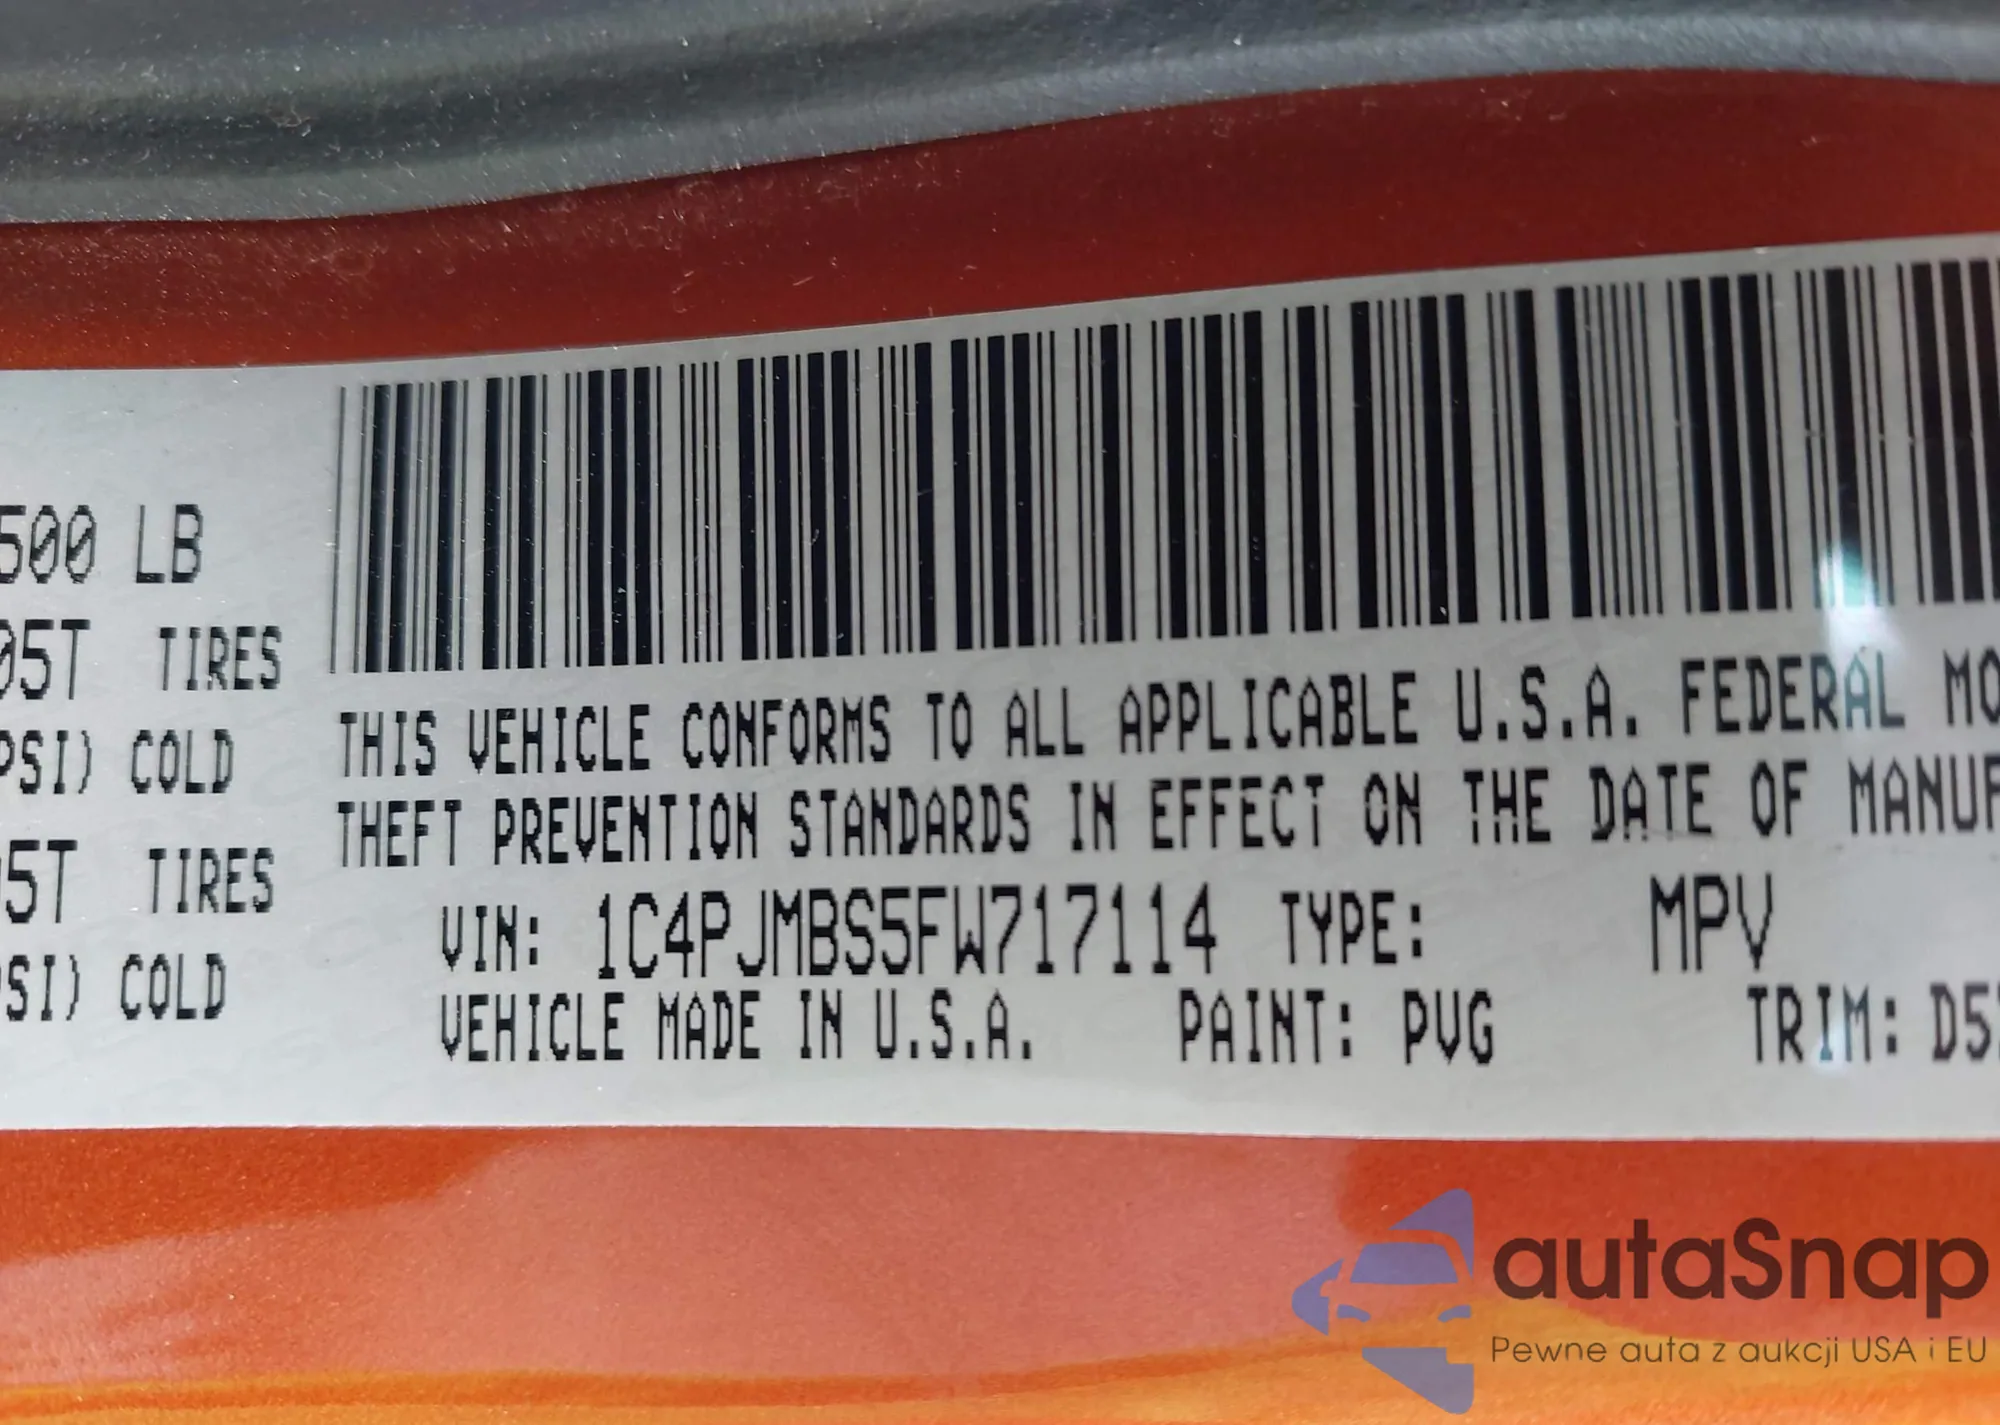 500 LB
05T TIRES
PSI) COLD
5T TIRES
SI) COLD
THIS VEHICLE CONFORMS TO ALL APPLICABLE U.S.A. FEDERAL MO
THEFT PREVENTION STANDARDS IN EFFECT ON THE DATE OF MANUF
VIN: 1C4PJMBS5FW717114 TYPE: MPV
VEHICLE MADE IN U.S.A. PAINT: PVG TRIM: D5
autaSnap
Pewne auta z aukcji USA i EU